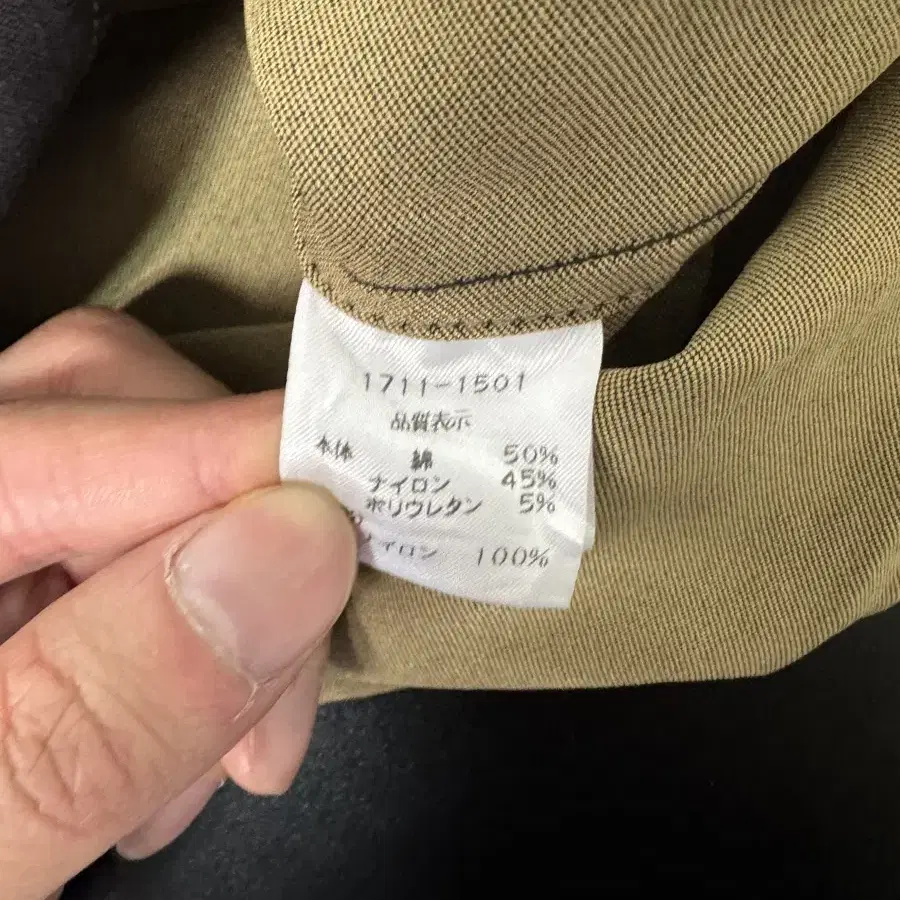 1711-1501
品質表示
本体 綿 50%
ナイロン 45%
ポリウレタン 5%
ナイロン 100%